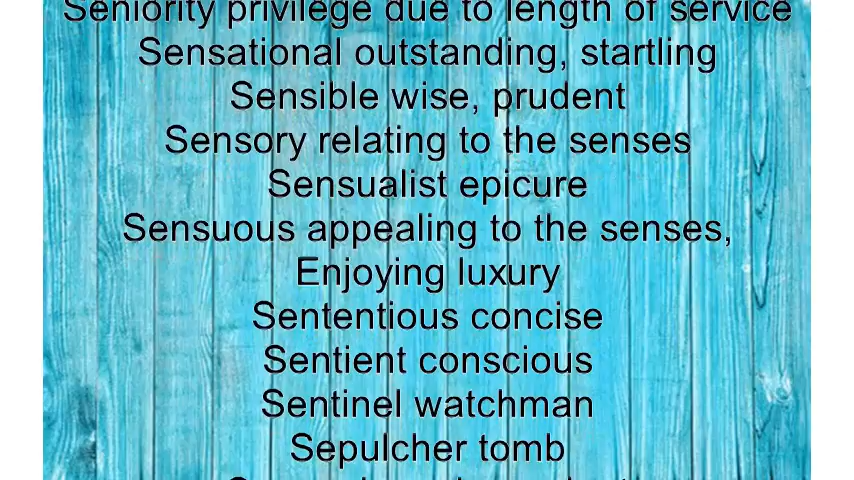 Seniority privilege due to length of service
Sensational outstanding, startling
Sensible wise, prudent
Sensory relating to the senses
Sensualist epicure
Sensuous appealing to the senses,
Enjoying luxury
Sententious concise
Sentient conscious
Sentinel watchman
Sepulcher tomb